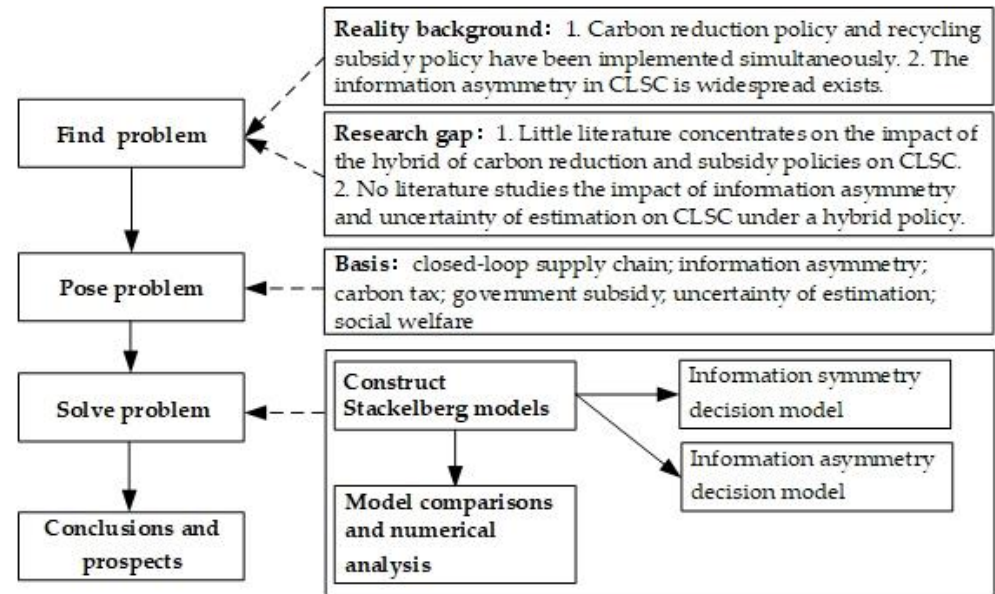 Find problem
Reality background: 1. Carbon reduction policy and recycling
subsidy policy have been implemented simultaneously. 2. The
information asymmetry in CLSC is widespread exists.
Research gap: 1. Little literature concentrates on the impact of
the hybrid of carbon reduction and subsidy policies on CLSC.
2. No literature studies the impact of information asymmetry
and uncertainty of estimation on CLSC under a hybrid policy.
Pose problem
Basis: closed-loop supply chain; information asymmetry;
carbon tax; government subsidy; uncertainty of estimation;
social welfare
Solve problem
Construct
Stackelberg models
Information symmetry
decision model
Information asymmetry
decision model
Model comparisons
and numerical
analysis
Conclusions and
prospects